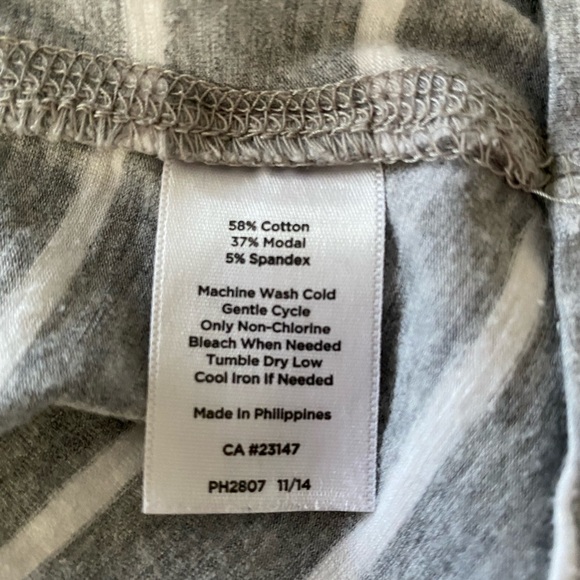 58% Cotton
37% Modal
5% Spandex
Machine Wash Cold
Gentle Cycle
Only Non-Chlorine
Bleach When Needed
Tumble Dry Low
Cool Iron If Needed
Made In Philippines
CA #23147
PH2807 11/14